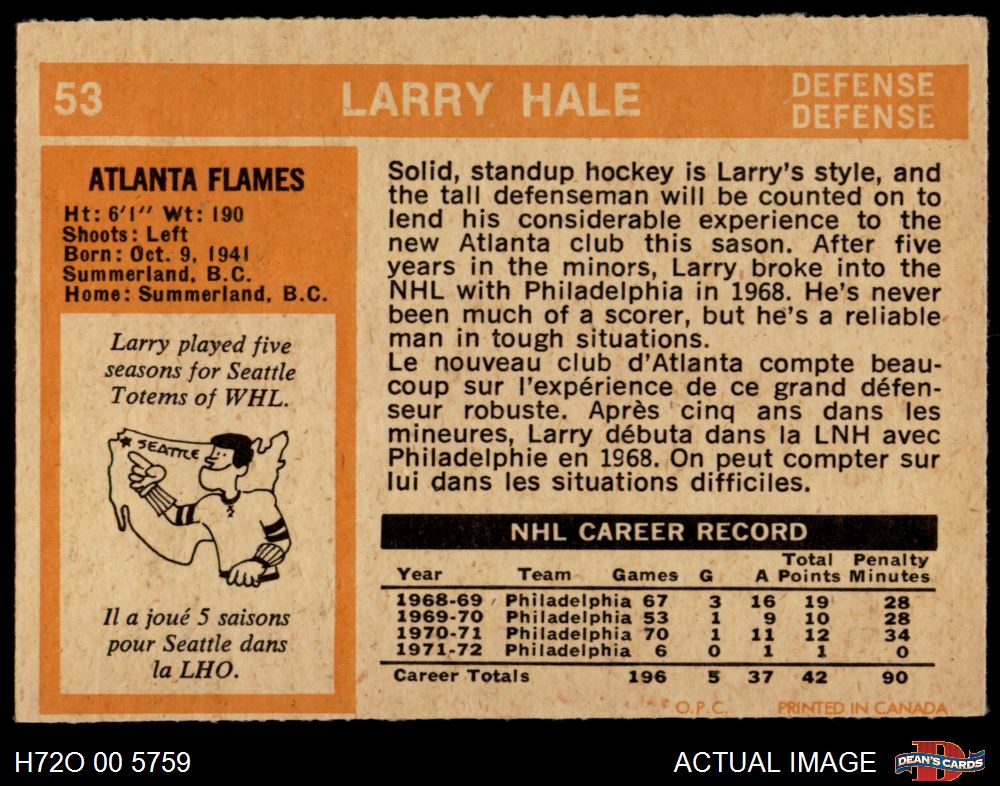 53
LARRY HALE
DEFENSE
DEFENSE
ATLANTA FLAMES
Ht: 6'1'' Wt: 190
Shoots: Left
Born: Oct. 9, 1941
Summerland, B.C.
Home: Summerland, B.C.
Larry played five
seasons for Seattle
Totems of WHL.
SEATTLE
Il a joué 5 saisons
pour Seattle dans
la LHO.
Solid, standup hockey is Larry's style, and
the tall defenseman will be counted on to
lend his considerable experience to the
new Atlanta club this sason. After five
years in the minors, Larry broke into the
NHL with Philadelphia in 1968. He's never
been much of a scorer, but he's a reliable
man in tough situations.
Le nouveau club d'Atlanta compte beau-
coup sur l'expérience de ce grand défen-
seur robuste. Après cinq ans dans les
mineures, Larry débuta dans la LNH avec
Philadelphie en 1968. On peut compter sur
lui dans les situations difficiles.
NHL CAREER RECORD
Total Penalty
Year Team Games G A Points Minutes
1968-69 Philadelphia 67 3 16 19 28
1969-70 Philadelphia 53 1 9 10 28
1970-71 Philadelphia 70 1 11 12 34
1971-72 Philadelphia 6 0 1 1 0
Career Totals 196 5 37 42 90
© O.P.C. PRINTED IN CANADA
H72O 00 5759
ACTUAL IMAGE
D
DEAN'S CARDS